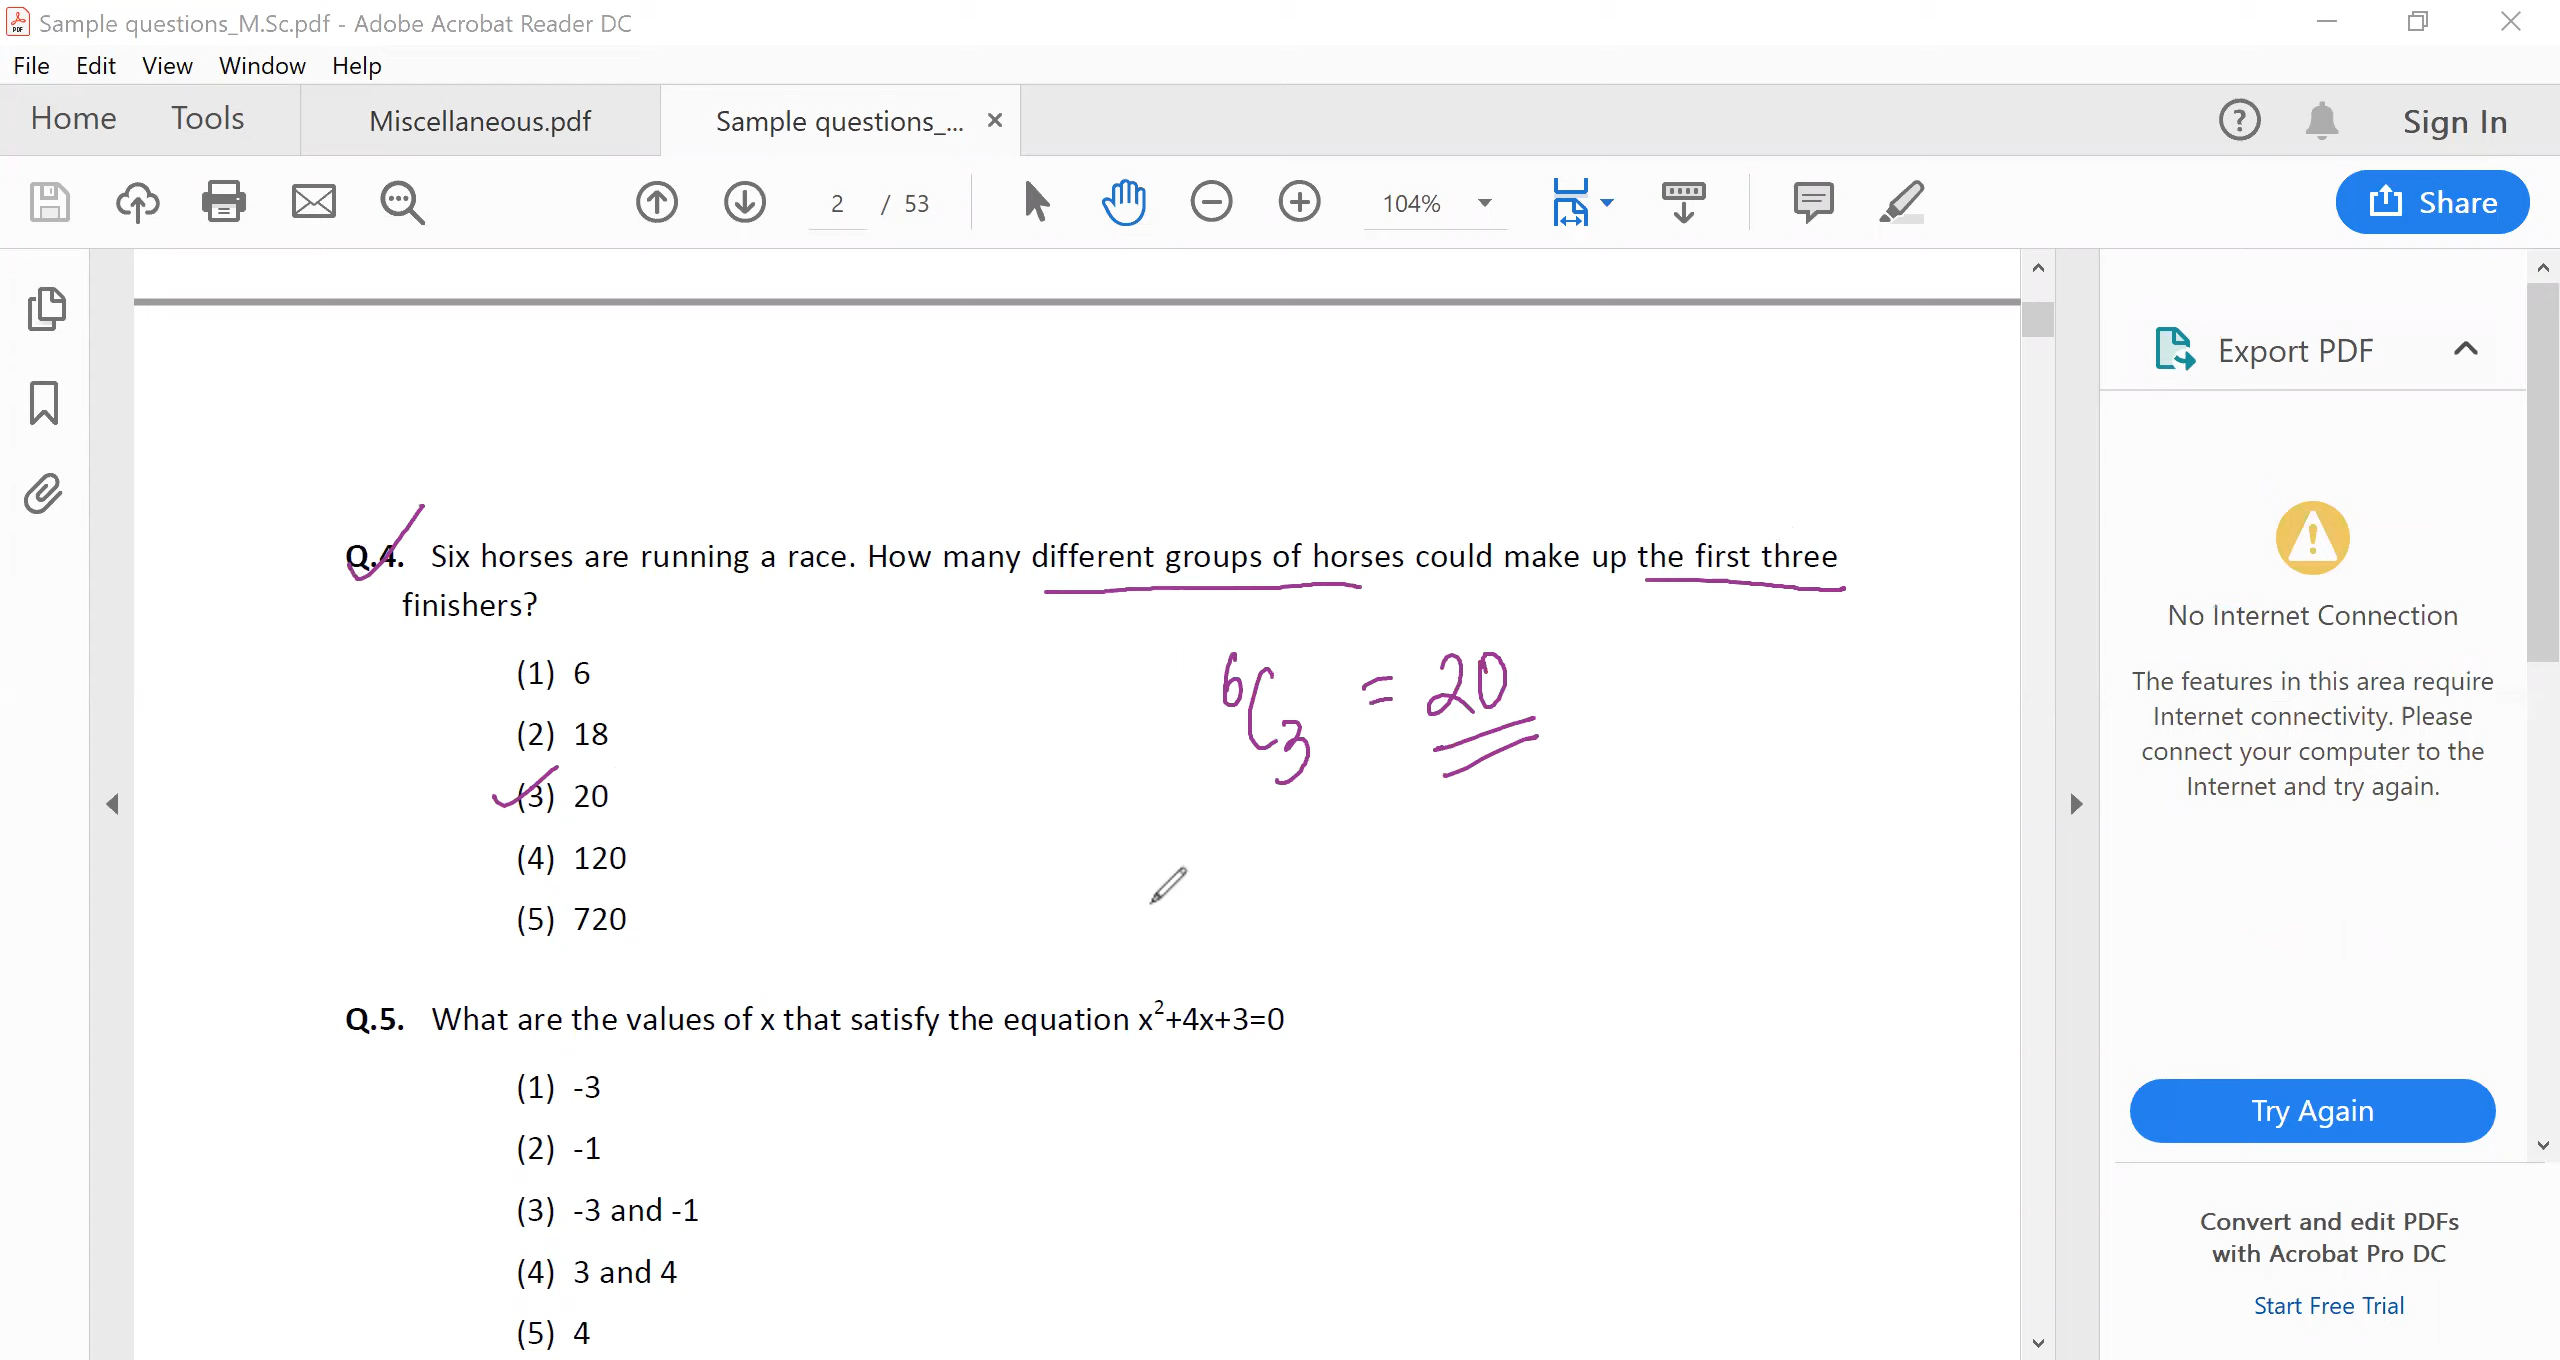 Sample questions_M.Sc.pdf - Adobe Acrobat Reader DC
File Edit View Window Help
Home Tools Miscellaneous.pdf Sample questions_... × Sign In
2 / 53 104% Share
Export PDF
No Internet Connection
The features in this area require
Internet connectivity. Please
connect your computer to the
Internet and try again.
Try Again
Convert and edit PDFs
with Acrobat Pro DC
Start Free Trial
Q.4. Six horses are running a race. How many different groups of horses could make up the first three
finishers?
(1) 6
(2) 18
(3) 20
(4) 120
(5) 720
⁶C₃ = 20
Q.5. What are the values of x that satisfy the equation x²+4x+3=0
(1) -3
(2) -1
(3) -3 and -1
(4) 3 and 4
(5) 4